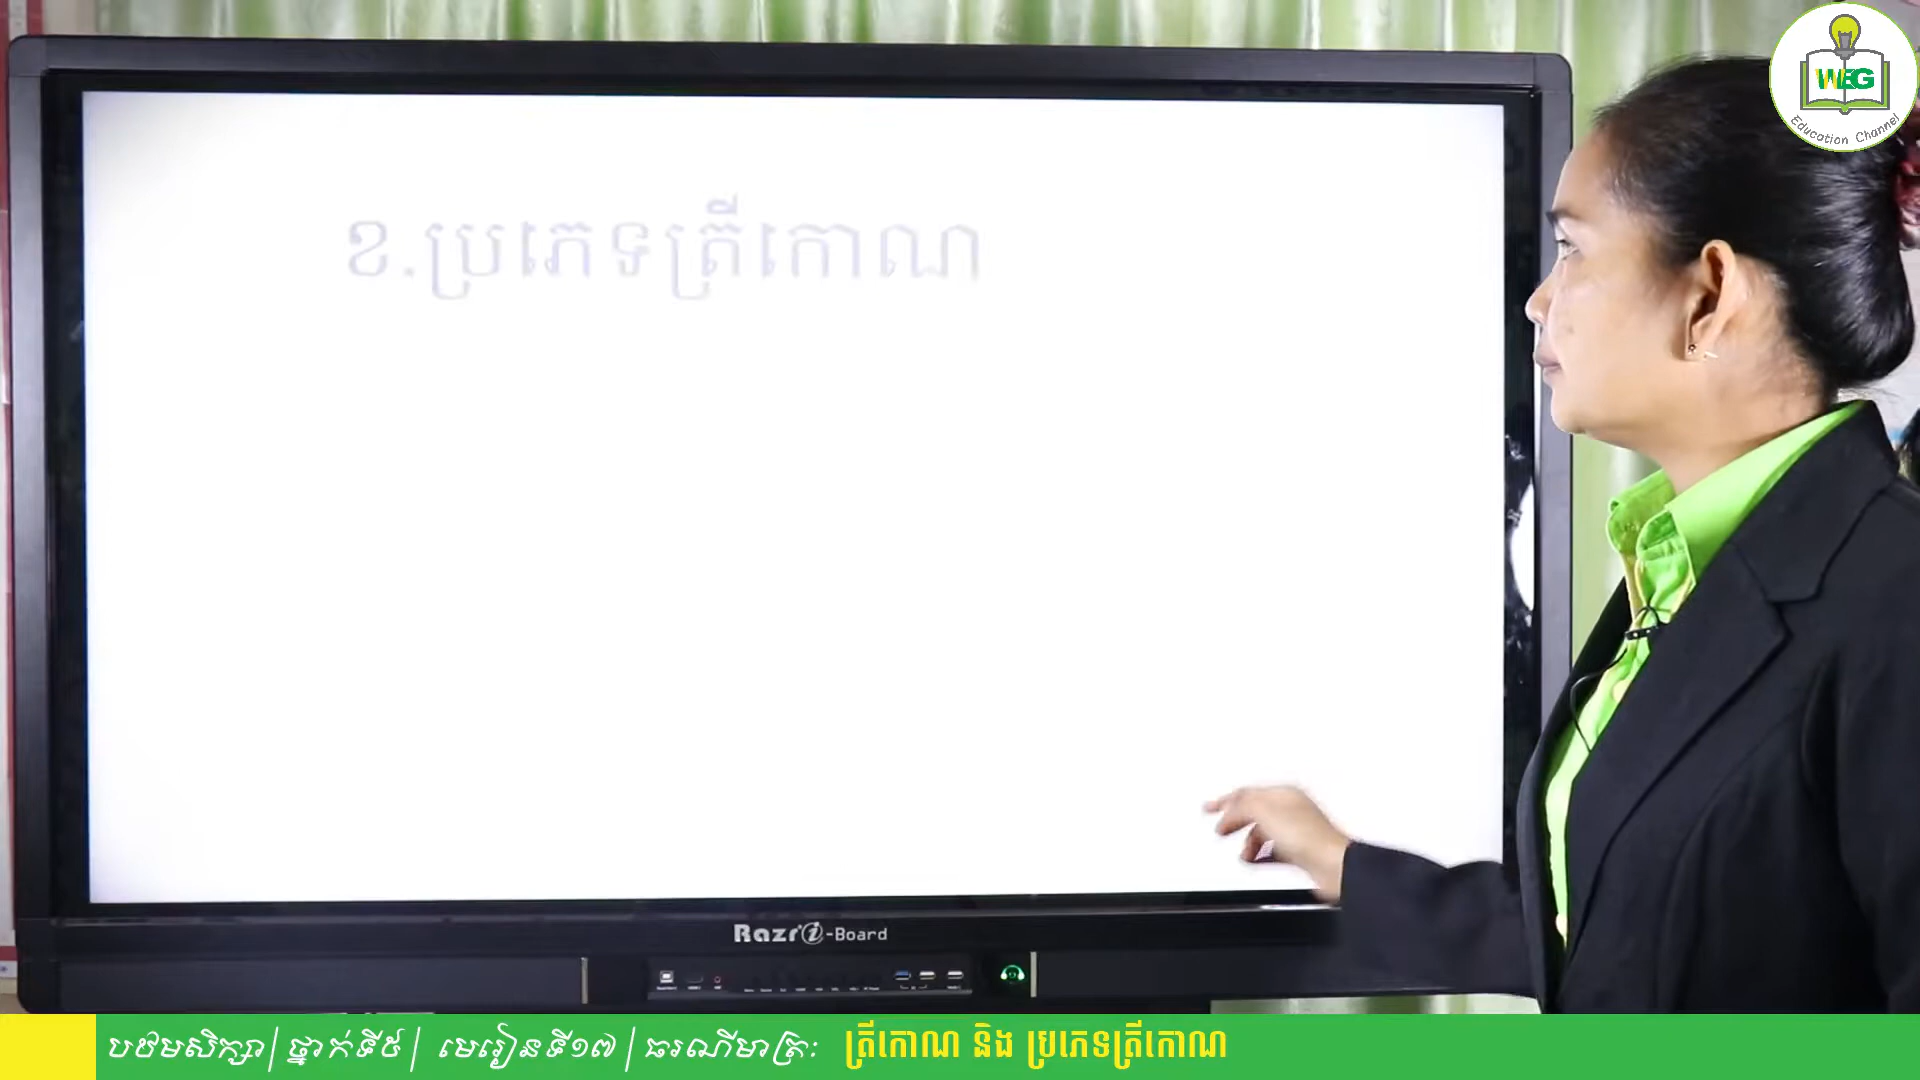 WEG
Education Channel
ខ.ប្រភេទត្រីកោណ
Razr i-Board
បឋមសិក្សា| ថ្នាក់ទី៥| មេរៀនទី១៧| ធរណីមាត្រ: ត្រីកោណ និង ប្រភេទត្រីកោណ